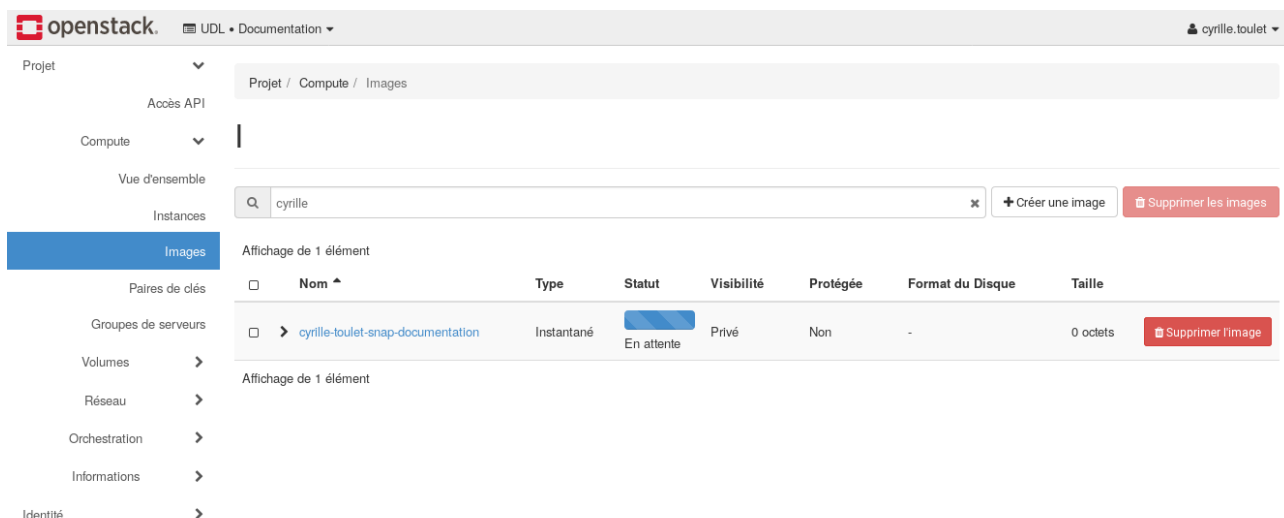 openstack. UDL • Documentation cyrille.toulet
Projet
Accès API
Compute
Vue d'ensemble
Instances
Images
Paires de clés
Groupes de serveurs
Volumes
Réseau
Orchestration
Informations
Identité
Projet / Compute / Images
cyrille
Créer une image
Supprimer les images
Affichage de 1 élément
Nom Type Statut Visibilité Protégée Format du Disque Taille
cyrille-toulet-snap-documentation Instantané En attente Privé Non - 0 octets Supprimer l'image
Affichage de 1 élément